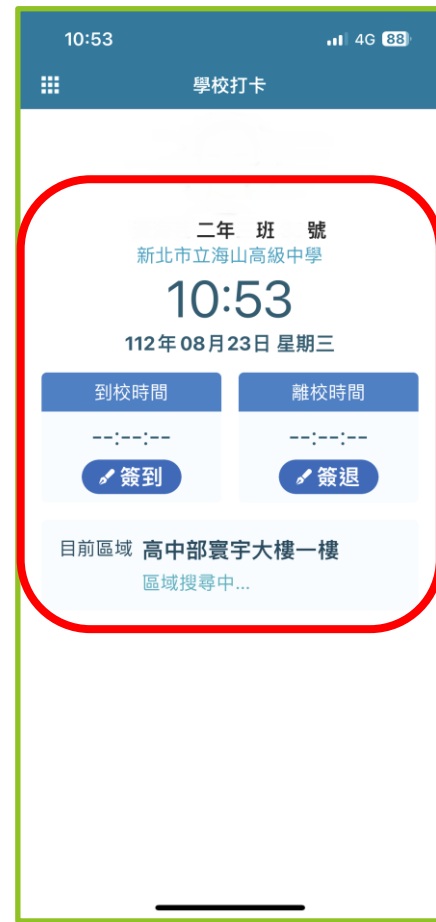 10:53 4G 88
學校打卡
二年 班 號
新北市立海山高級中學
10:53
112年08月23日 星期三
到校時間 離校時間
--:--:-- --:--:--
簽到 簽退
目前區域 高中部寰宇大樓一樓
區域搜尋中...